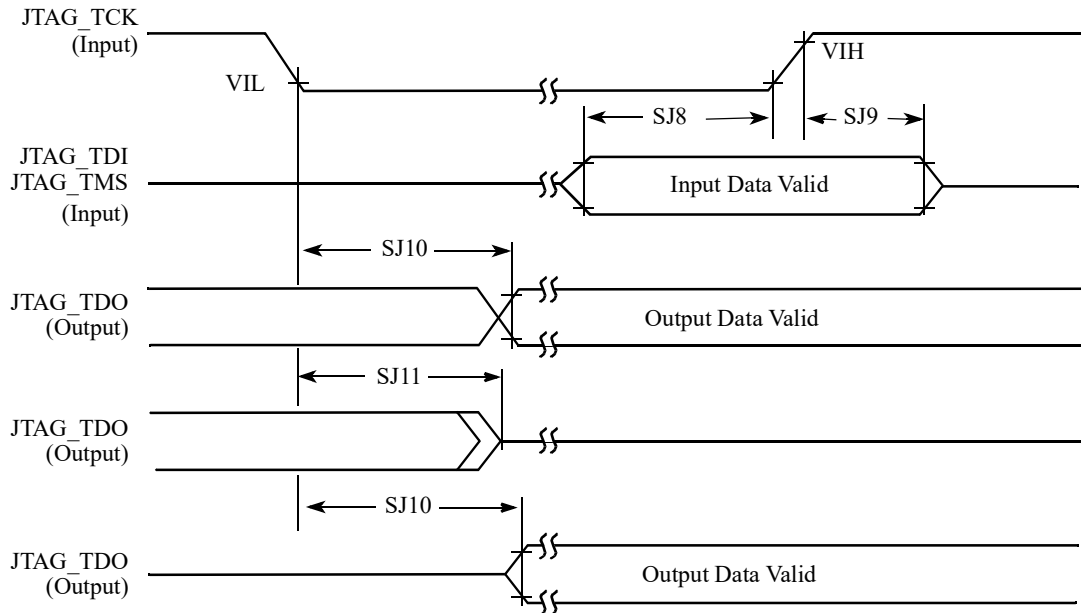 JTAG_TCK
(Input)
VIL
VIH
SJ8
SJ9
JTAG_TDI
JTAG_TMS
(Input)
Input Data Valid
SJ10
JTAG_TDO
(Output)
Output Data Valid
SJ11
JTAG_TDO
(Output)
SJ10
JTAG_TDO
(Output)
Output Data Valid